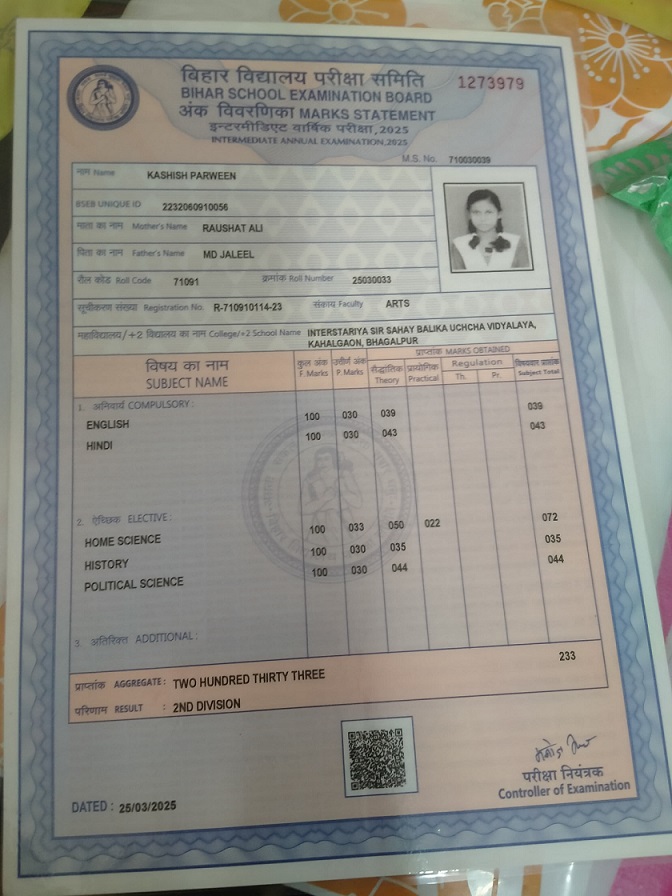 बिहार विद्यालय परीक्षा समिति
1273979
BIHAR SCHOOL EXAMINATION BOARD
अंक विवरणिका MARKS STATEMENT
इन्टरमीडिएट वार्षिक परीक्षा, 2025
INTERMEDIATE ANNUAL EXAMINATION, 2025
M.S. No. 710030039
नाम Name KASHISH PARWEEN
BSEB UNIQUE ID 2232060910056
माता का नाम Mother's Name RAUSHAT ALI
पिता का नाम Father's Name MD JALEEL
रौल कोड Roll Code 71091 क्रमांक Roll Number 25030033
सूचीकरण संख्या Registration No. R-710910114-23 संकाय Faculty ARTS
महाविद्यालय/+2 विद्यालय का नाम College/+2 School Name INTERSTARIYA SIR SAHAY BALIKA UCHCHA VIDYALAYA,
KAHALGAON, BHAGALPUR
विषय का नाम SUBJECT NAME कुल अंक F. Marks उत्तीर्ण अंक P. Marks प्राप्तांक MARKS OBTAINED
सैद्धांतिक Theory प्रायोगिक Practical Regulation Th. Pr. विषयवार प्राप्तांक Subject Total
1. अनिवार्य COMPULSORY :
ENGLISH 100 030 039 039
HINDI 100 030 043 043
2. ऐच्छिक ELECTIVE :
HOME SCIENCE 100 033 050 022 072
HISTORY 100 030 035 035
POLITICAL SCIENCE 100 030 044 044
3. अतिरिक्त ADDITIONAL :
प्राप्तांक AGGREGATE : TWO HUNDRED THIRTY THREE 233
परिणाम RESULT : 2ND DIVISION
परीक्षा नियंत्रक
Controller of Examination
DATED : 25/03/2025